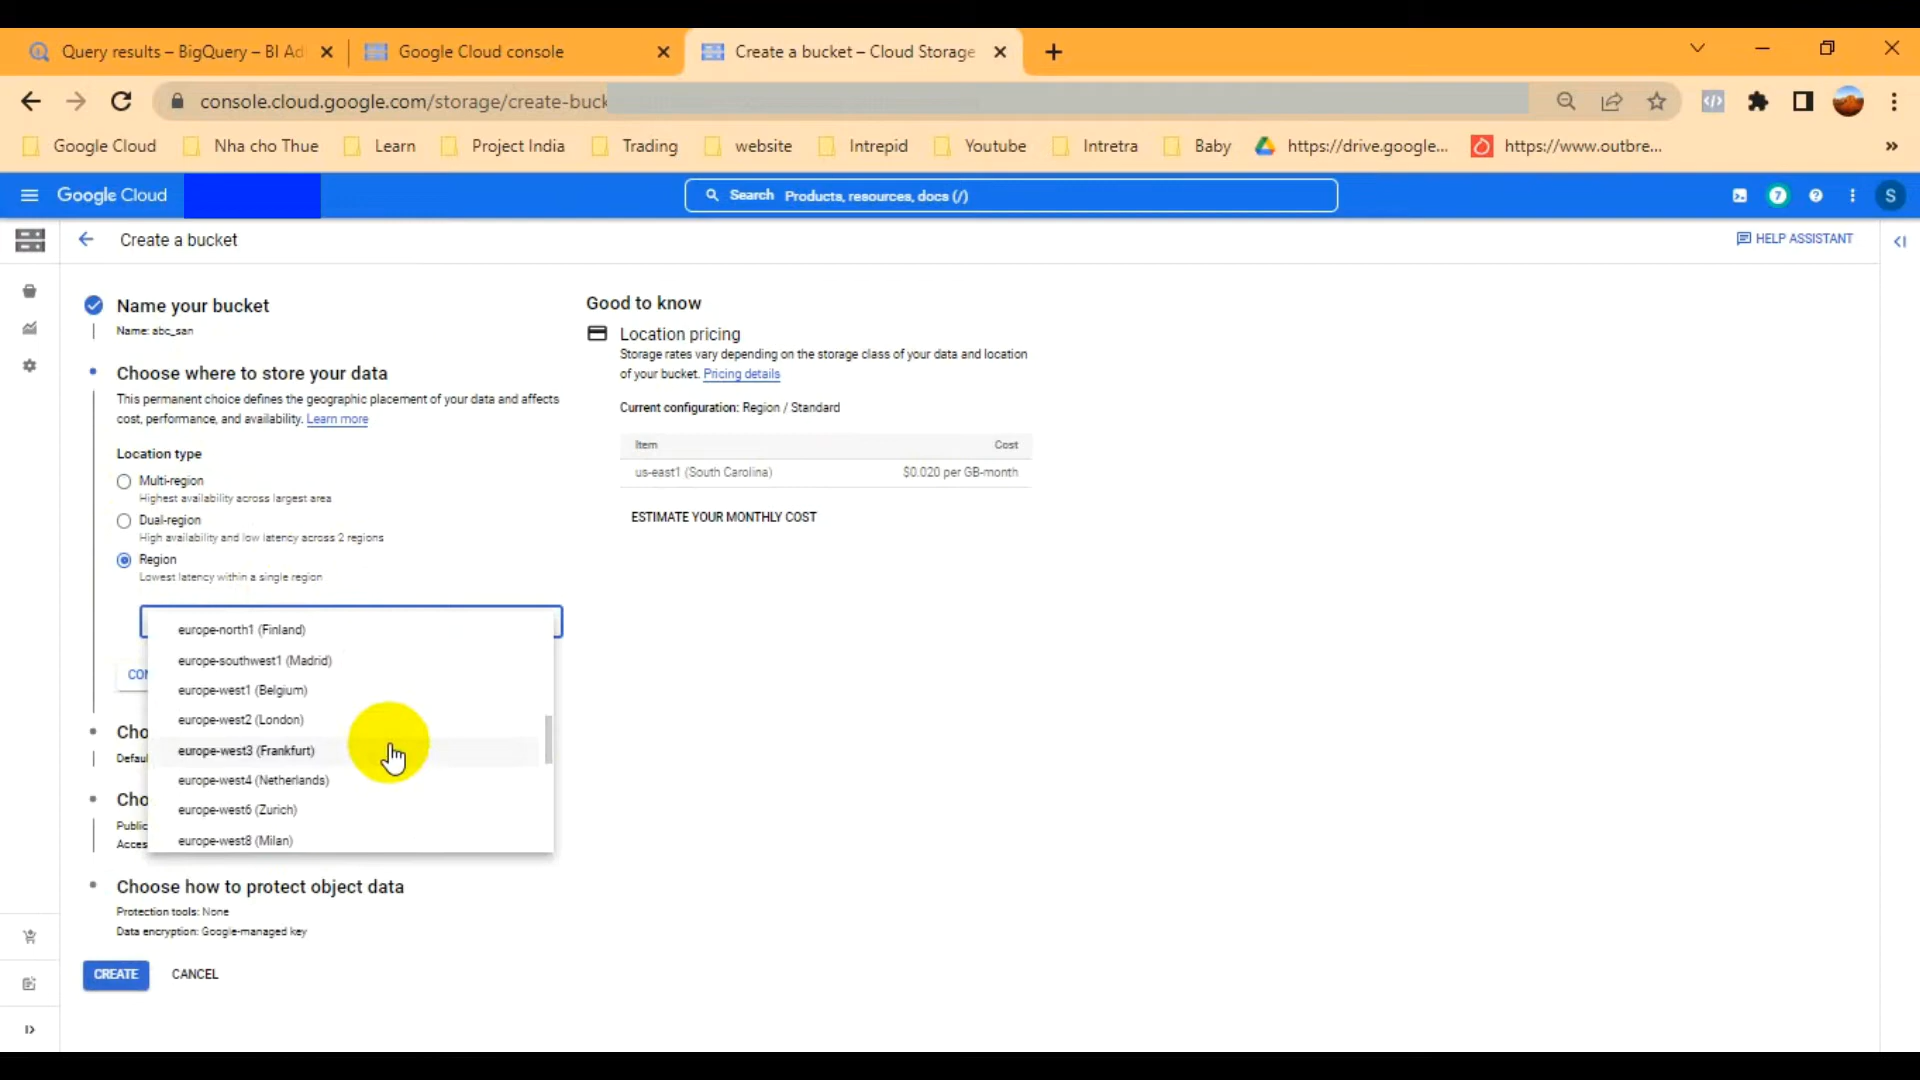 Query results – BigQuery – BI Ad
Google Cloud console
Create a bucket – Cloud Storage
console.cloud.google.com/storage/create-buck
Google Cloud
Nha cho Thue
Learn
Project India
Trading
website
Intrepid
Youtube
Intretra
Baby
https://drive.google...
https://www.outbre...
»
Google Cloud
Search Products, resources, docs (/)
7
S
Create a bucket
HELP ASSISTANT
Name your bucket
Name: abc_san
Choose where to store your data
This permanent choice defines the geographic placement of your data and affects
cost, performance, and availability. Learn more
Location type
Multi-region
Highest availability across largest area
Dual-region
High availability and low latency across 2 regions
Region
Lowest latency within a single region
europe-north1 (Finland)
europe-southwest1 (Madrid)
CON
europe-west1 (Belgium)
europe-west2 (London)
Cho
europe-west3 (Frankfurt)
Defaul
europe-west4 (Netherlands)
Cho
europe-west6 (Zurich)
Public
europe-west8 (Milan)
Acces
Choose how to protect object data
Protection tools: None
Data encryption: Google-managed key
CREATE
CANCEL
Good to know
Location pricing
Storage rates vary depending on the storage class of your data and location
of your bucket. Pricing details
Current configuration: Region / Standard
Item Cost
us-east1 (South Carolina) $0.020 per GB-month
ESTIMATE YOUR MONTHLY COST